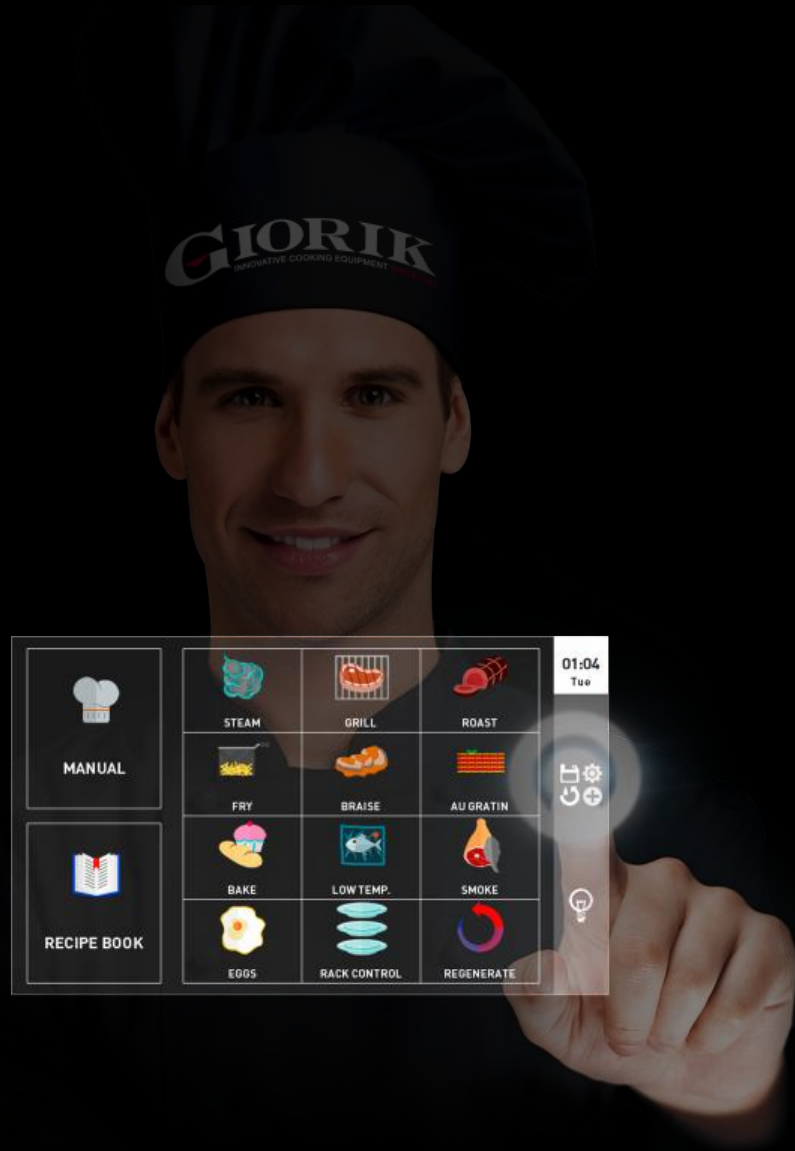 GIORIK
INNOVATIVE COOKING EQUIPMENT
MANUAL
RECIPE BOOK
STEAM
GRILL
ROAST
FRY
BRAISE
AU GRATIN
BAKE
LOW TEMP.
SMOKE
EGGS
RACK CONTROL
REGENERATE
01:04
Tue